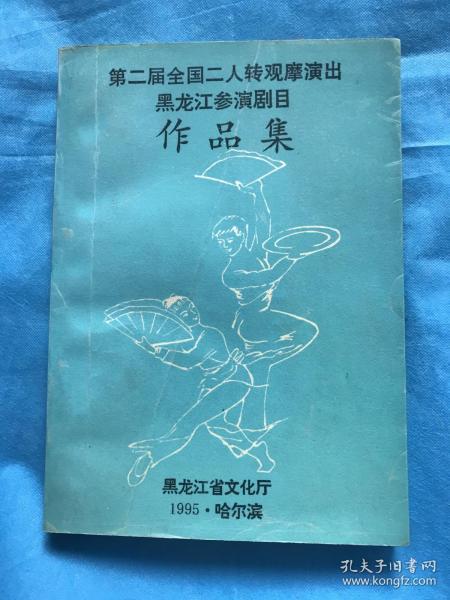 第二届全国二人转观摩演出
黑龙江参演剧目
作品集
黑龙江省文化厅
1995·哈尔滨
孔夫子旧书网
www.kongfz.com